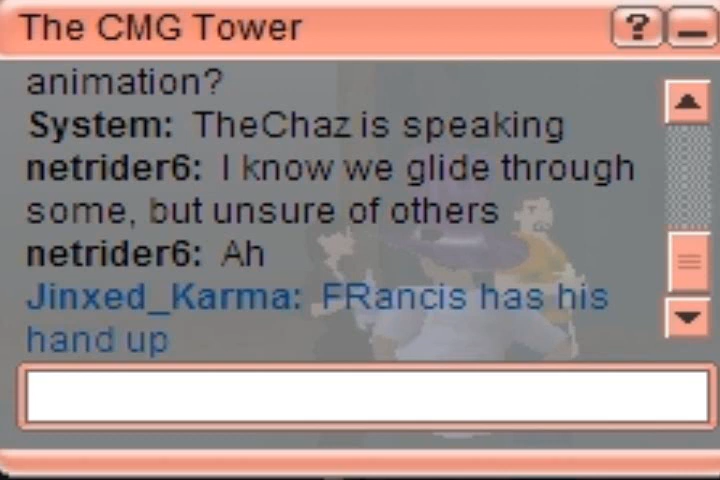 The CMG Tower
?
animation?
System: TheChaz is speaking
netrider6: I know we glide through
some, but unsure of others
netrider6: Ah
Jinxed_Karma: FRancis has his
hand up